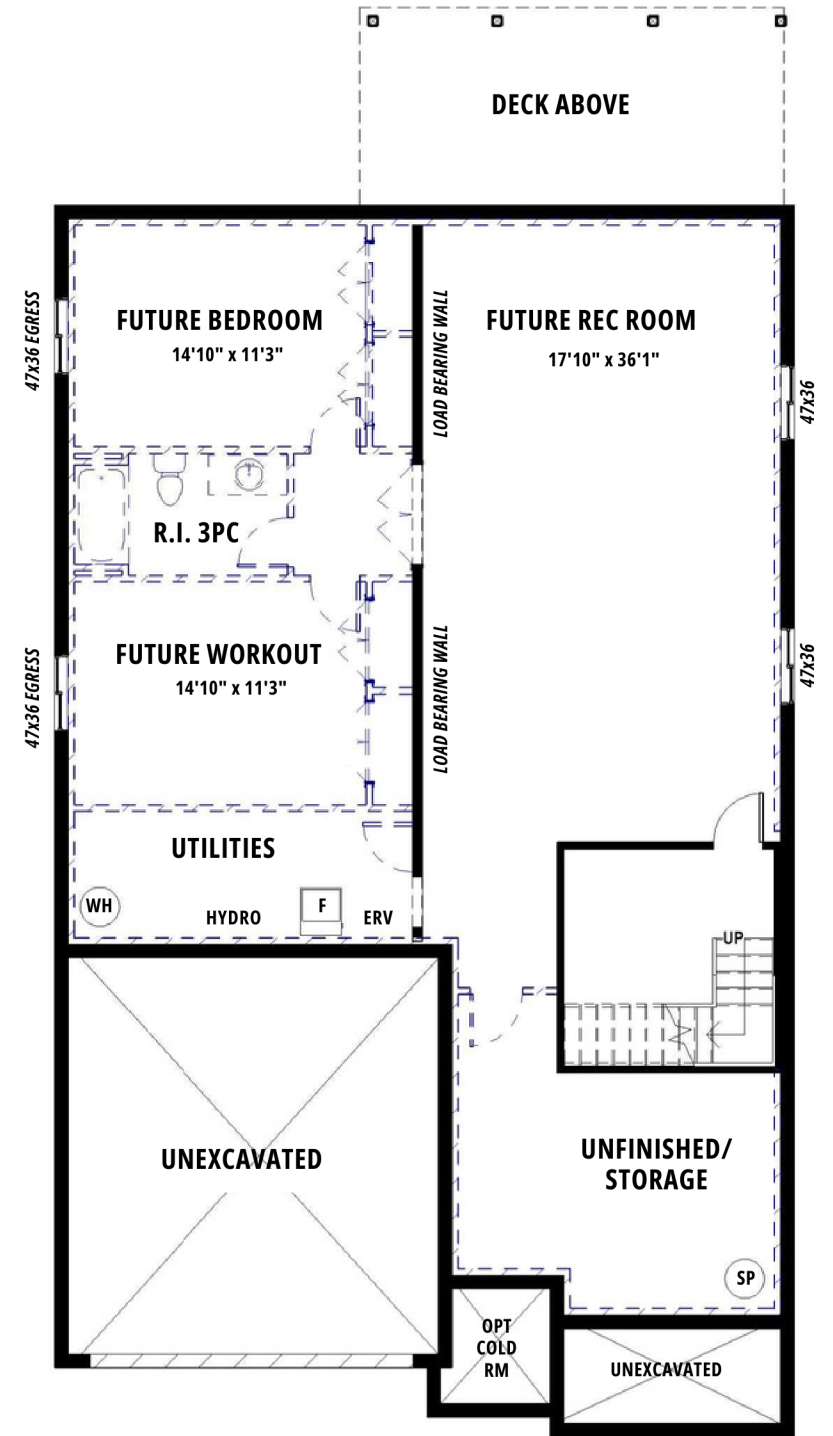 DECK ABOVE
47x36 EGRESS
FUTURE BEDROOM
14'10" x 11'3"
LOAD BEARING WALL
FUTURE REC ROOM
17'10" x 36'1"
47x36
R.I. 3PC
47x36 EGRESS
FUTURE WORKOUT
14'10" x 11'3"
LOAD BEARING WALL
47x36
UTILITIES
WH
HYDRO
F
ERV
UP
UNEXCAVATED
UNFINISHED/
STORAGE
SP
OPT
COLD
RM
UNEXCAVATED